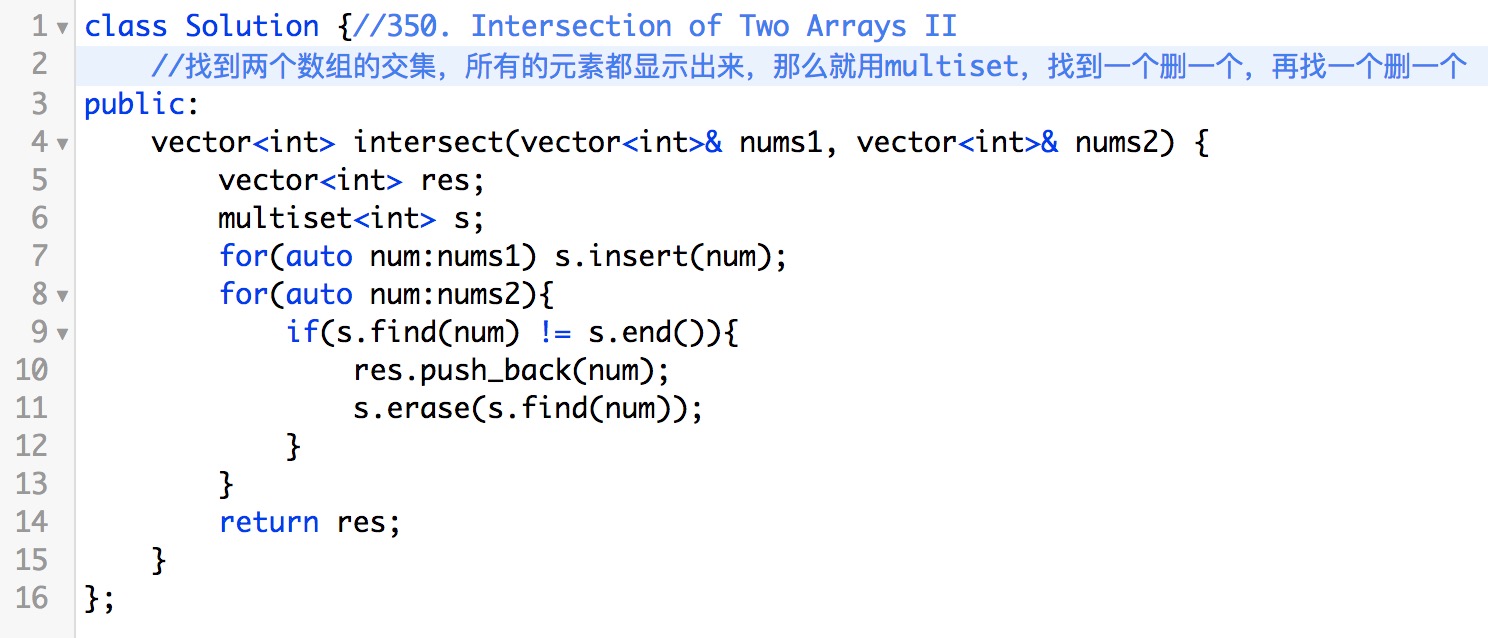 1 class Solution {//350. Intersection of Two Arrays II
2 //找到两个数组的交集，所有的元素都显示出来，那么就用multiset，找到一个删一个，再找一个删一个
3 public:
4 vector<int> intersect(vector<int>& nums1, vector<int>& nums2) {
5 vector<int> res;
6 multiset<int> s;
7 for(auto num:nums1) s.insert(num);
8 for(auto num:nums2){
9 if(s.find(num) != s.end()){
10 res.push_back(num);
11 s.erase(s.find(num));
12 }
13 }
14 return res;
15 }
16 };